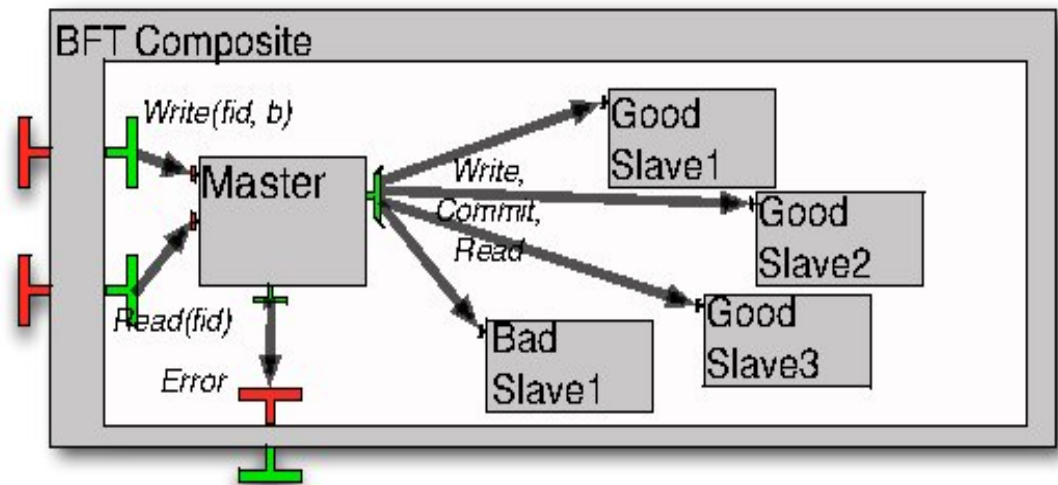 BFT Composite
Write(fid, b)
Master
Read(fid)
Error
Write,
Commit,
Read
Good
Slave1
Good
Slave2
Good
Slave3
Bad
Slave1